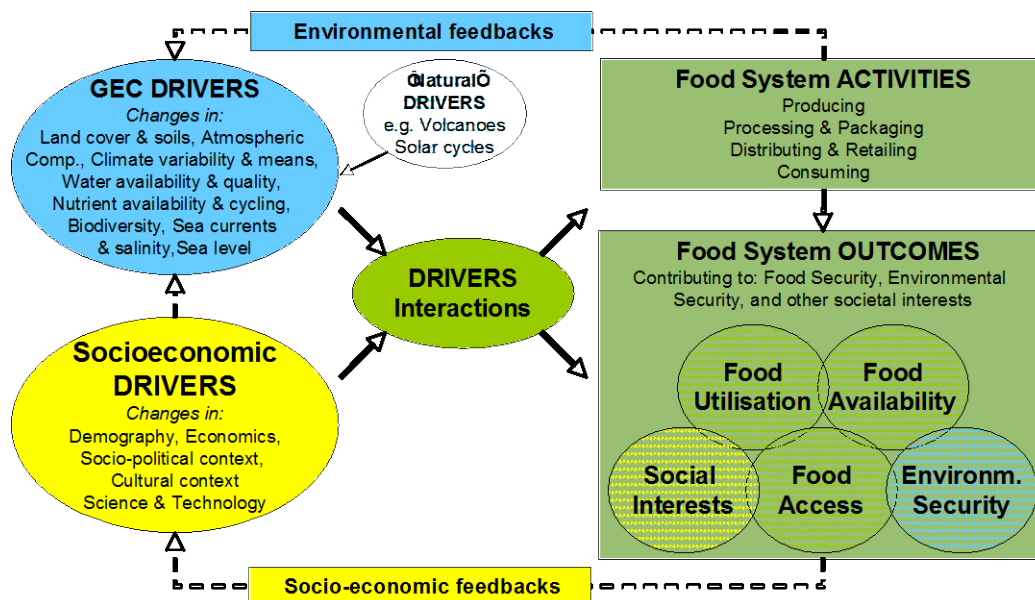 Environmental feedbacks
GEC DRIVERS
Changes in:
Land cover & soils, Atmospheric
Comp., Climate variability & means,
Water availability & quality,
Nutrient availability & cycling,
Biodiversity, Sea currents
& salinity,Sea level
ÔNaturalÕ
DRIVERS
e.g. Volcanoes
Solar cycles
Food System ACTIVITIES
Producing
Processing & Packaging
Distributing & Retailing
Consuming
DRIVERS
Interactions
Food System OUTCOMES
Contributing to: Food Security, Environmental
Security, and other societal interests
Food
Utilisation
Food
Availability
Social
Interests
Food
Access
Environm.
Security
Socioeconomic
DRIVERS
Changes in:
Demography, Economics,
Socio-political context,
Cultural context
Science & Technology
Socio-economic feedbacks